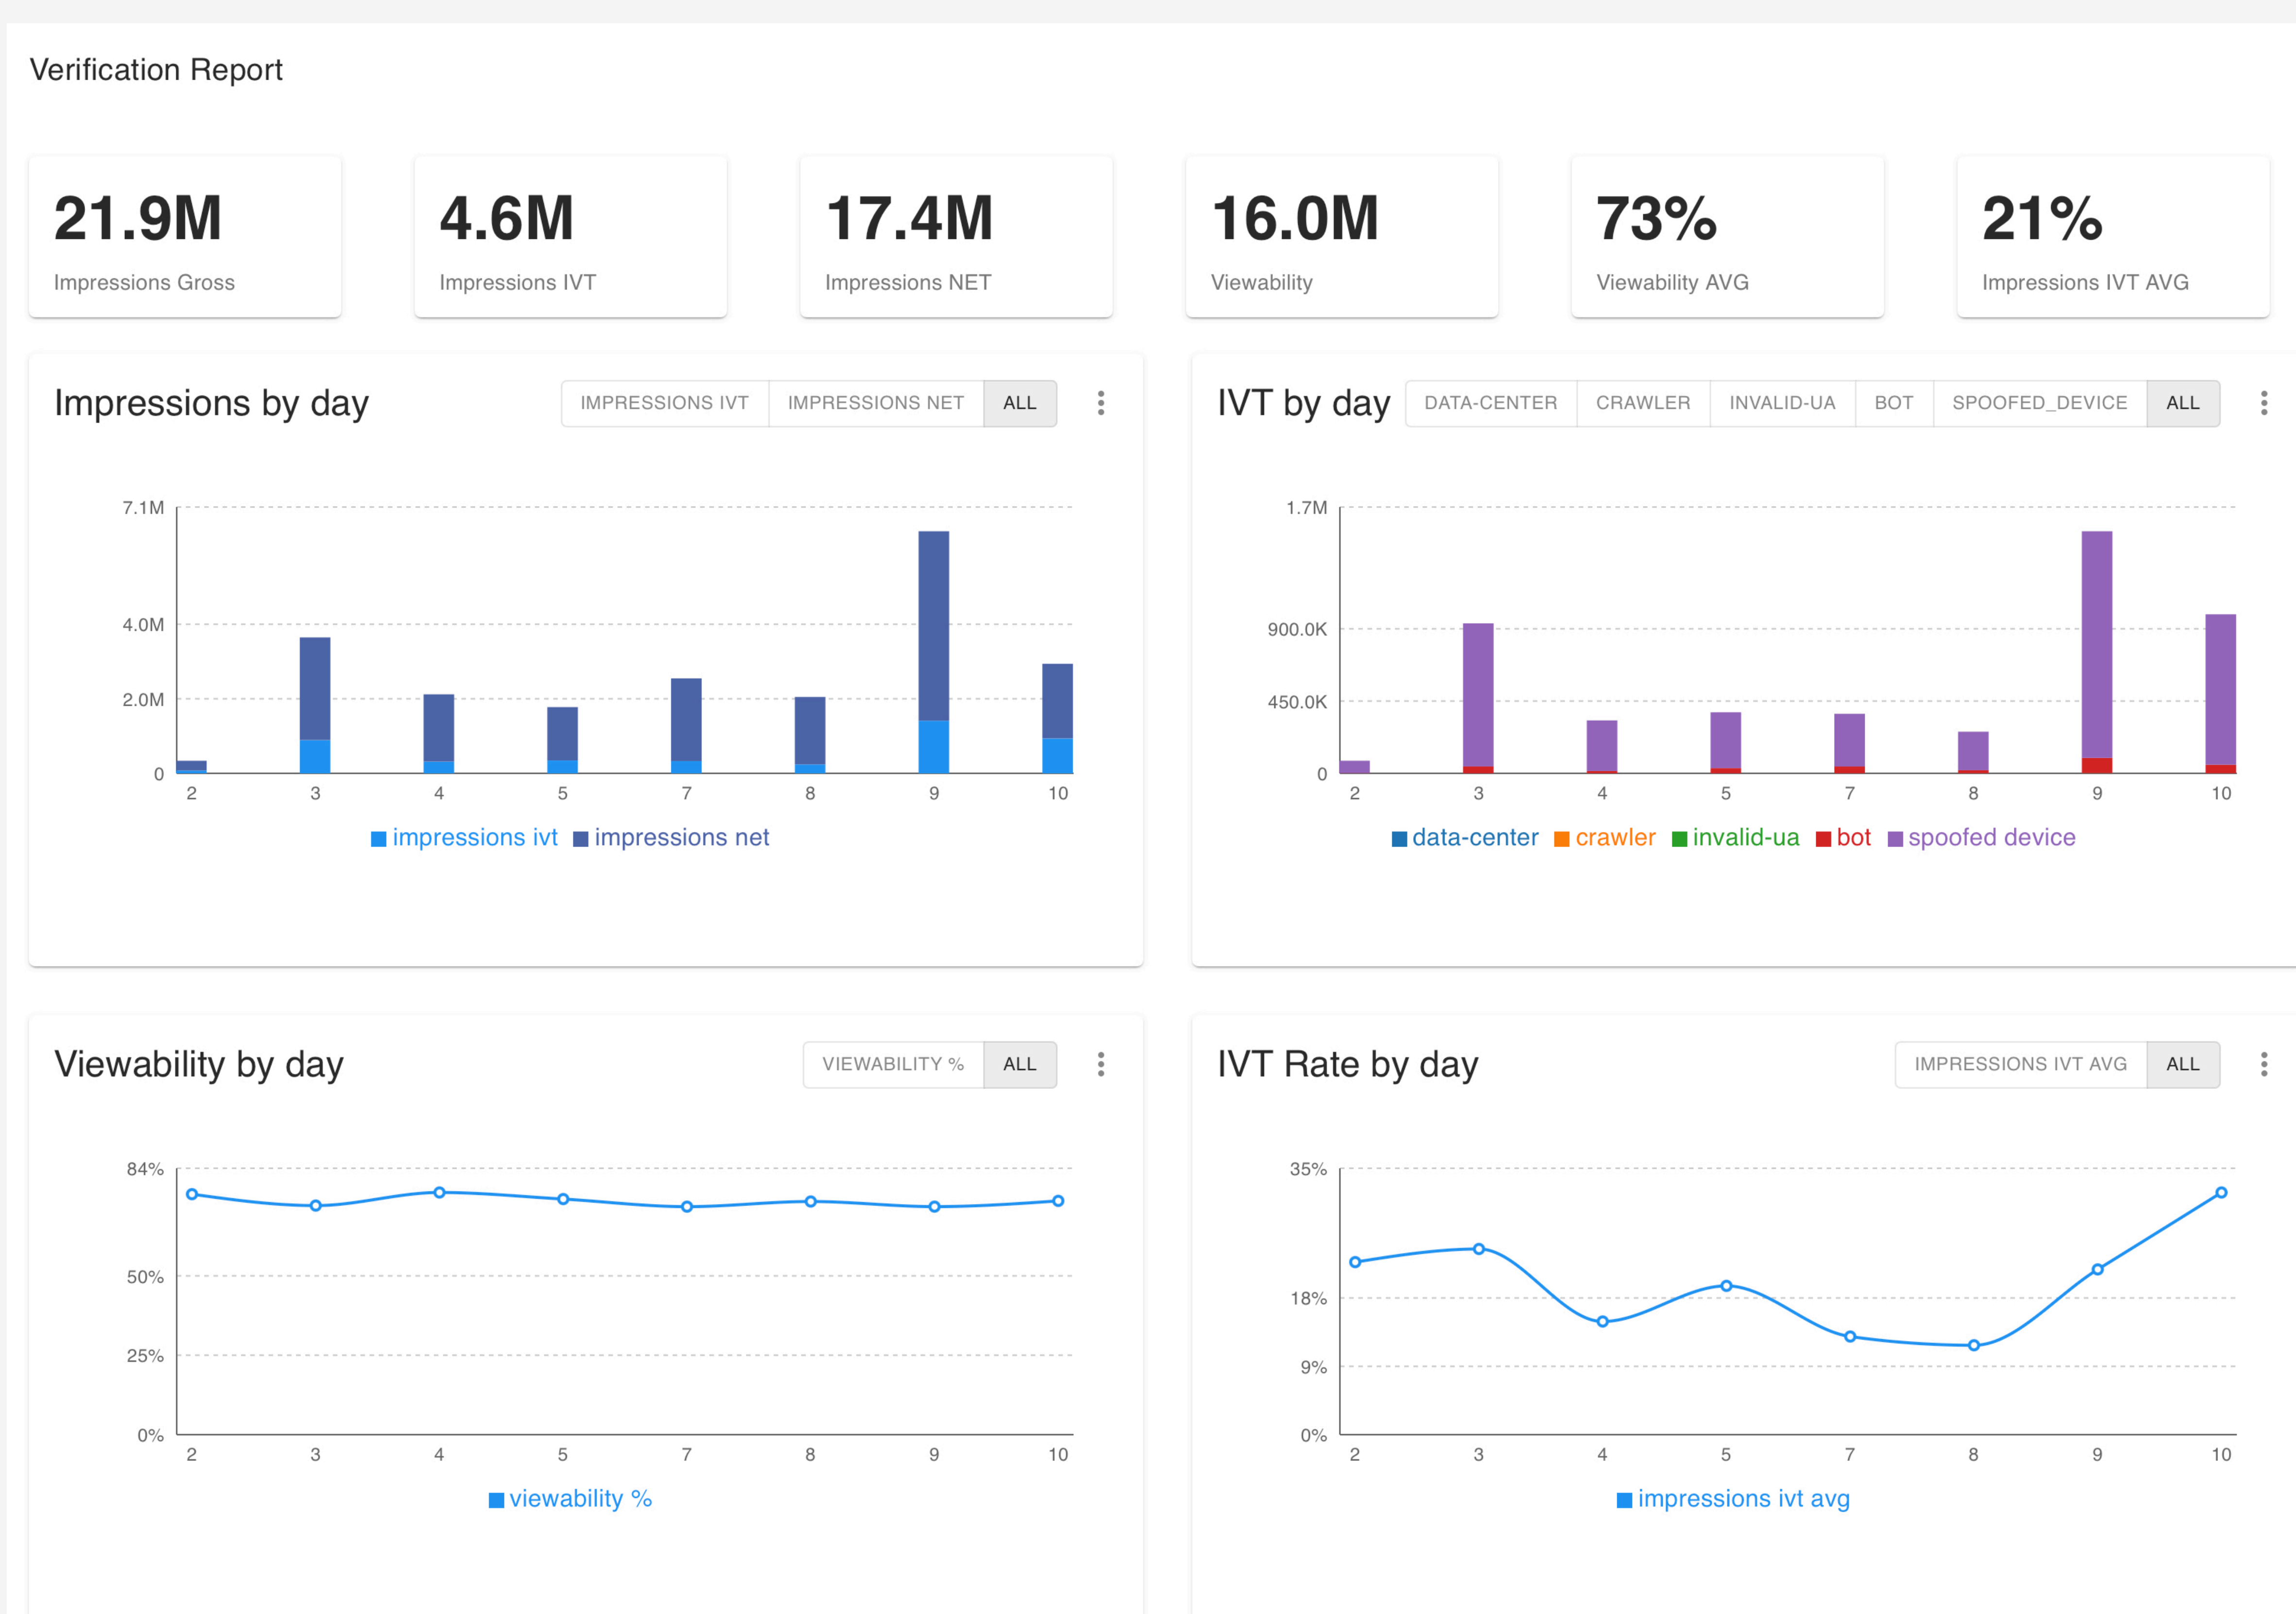 Verification Report
21.9M
Impressions Gross
4.6M
Impressions IVT
17.4M
Impressions NET
16.0M
Viewability
73%
Viewability AVG
21%
Impressions IVT AVG
Impressions by day
IMPRESSIONS IVT IMPRESSIONS NET ALL
7.1M
4.0M
2.0M
0
2 3 4 5 7 8 9 10
impressions ivt impressions net
IVT by day
DATA-CENTER CRAWLER INVALID-UA BOT SPOOFED_DEVICE ALL
1.7M
900.0K
450.0K
0
2 3 4 5 7 8 9 10
data-center crawler invalid-ua bot spoofed device
Viewability by day
VIEWABILITY % ALL
84%
50%
25%
0%
2 3 4 5 7 8 9 10
viewability %
IVT Rate by day
IMPRESSIONS IVT AVG ALL
35%
18%
9%
0%
2 3 4 5 7 8 9 10
impressions ivt avg